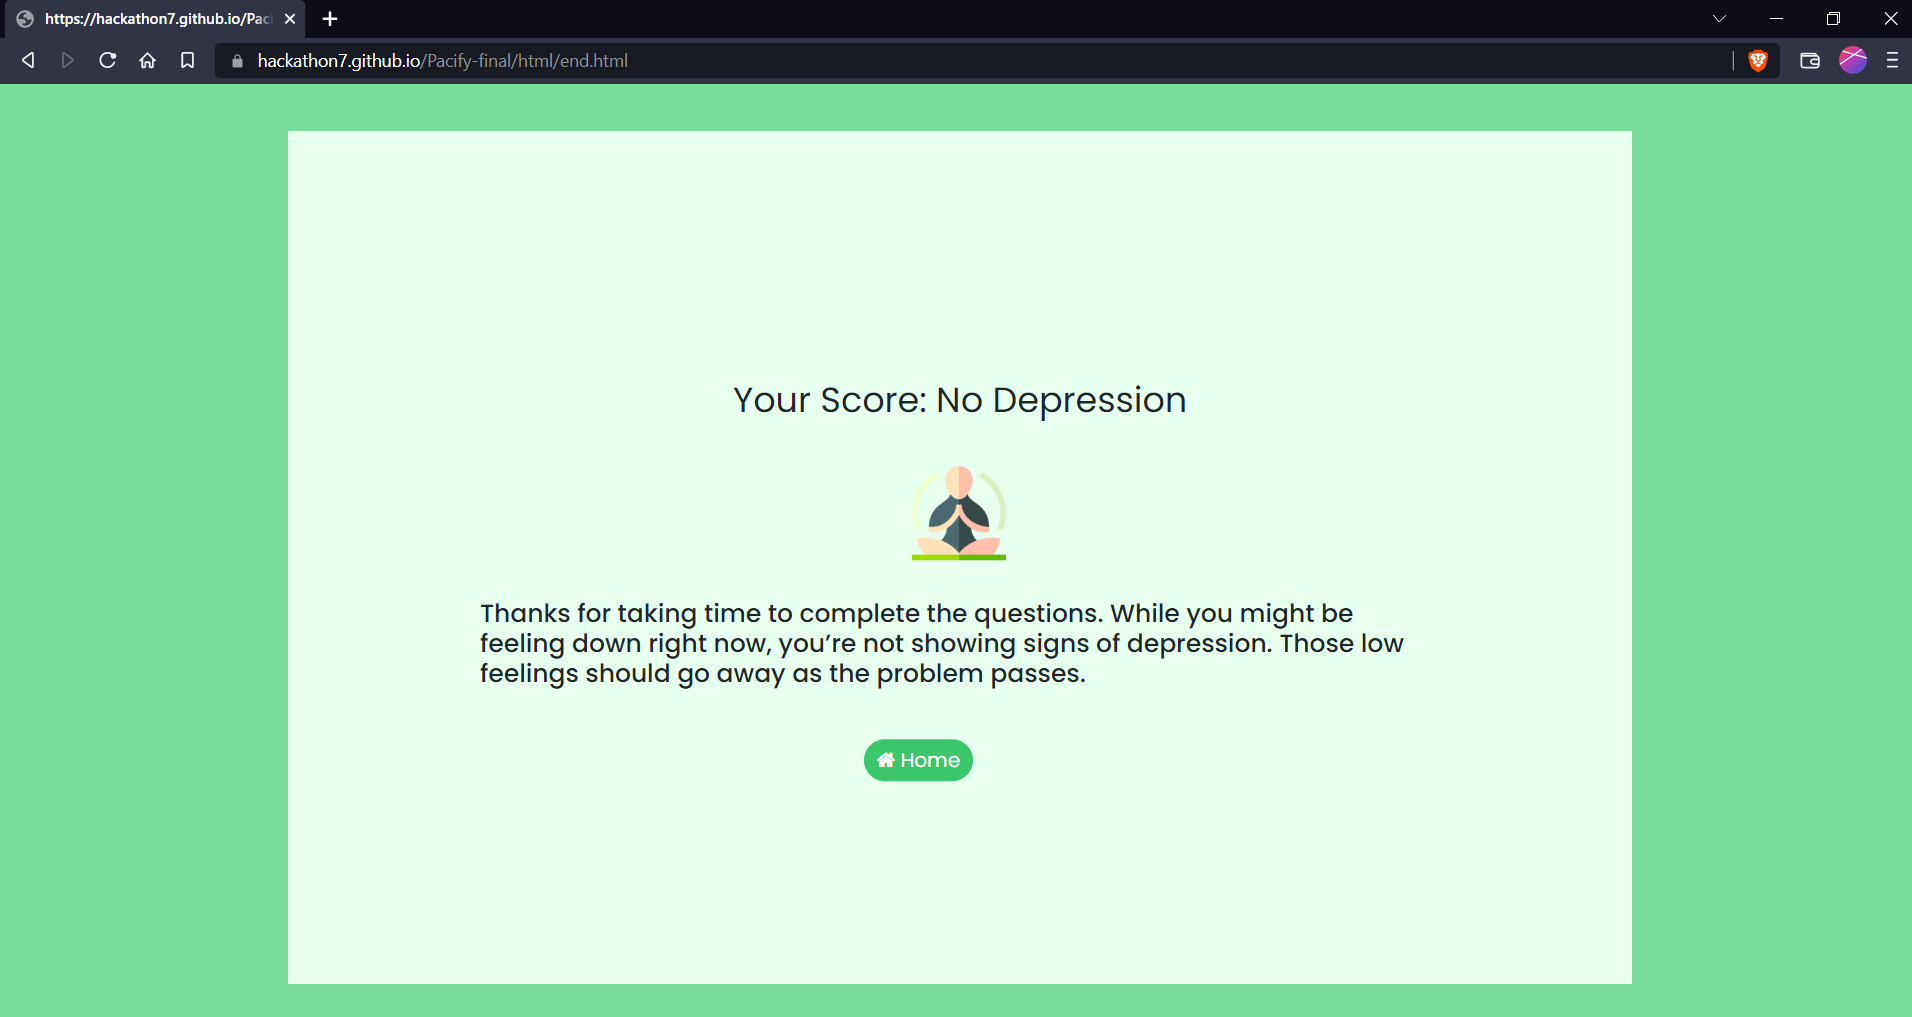 https://hackathon7.github.io/Paci
hackathon7.github.io/Pacify-final/html/end.html
Your Score: No Depression
Thanks for taking time to complete the questions. While you might be
feeling down right now, you’re not showing signs of depression. Those low
feelings should go away as the problem passes.
Home